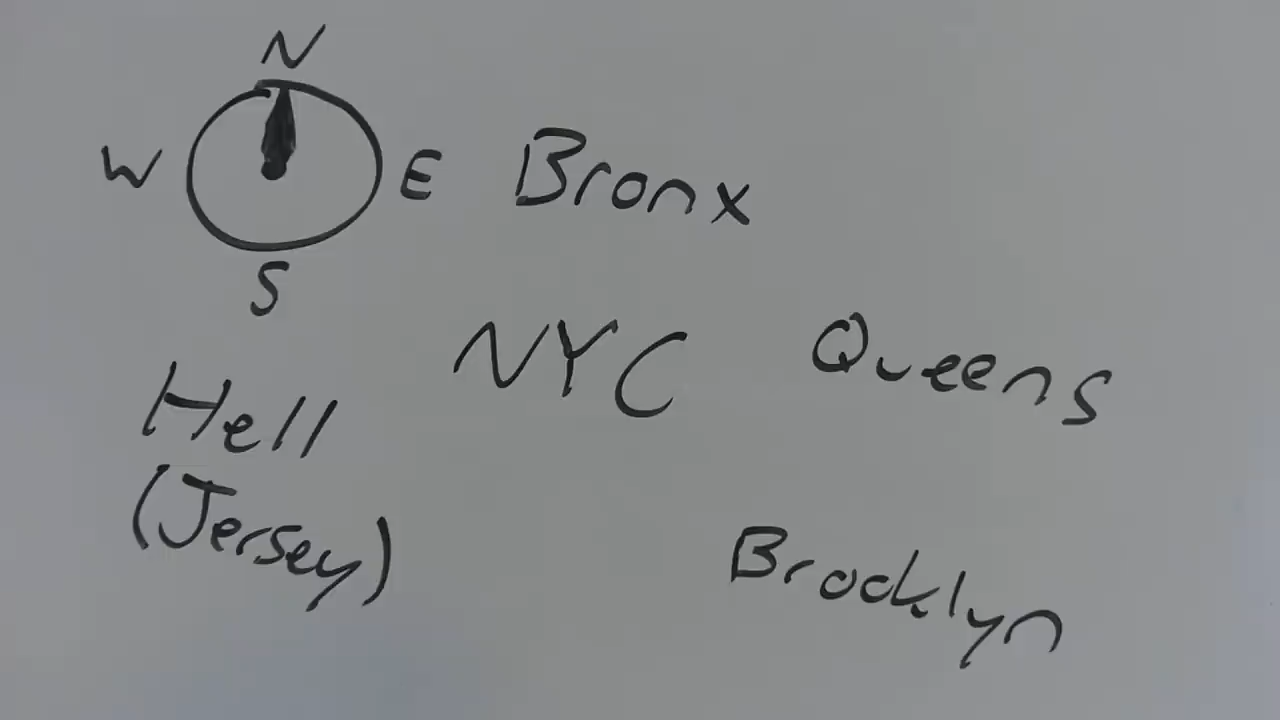 N
W E Bronx
S
NYC Queens
Hell
(Jersey)
Brooklyn